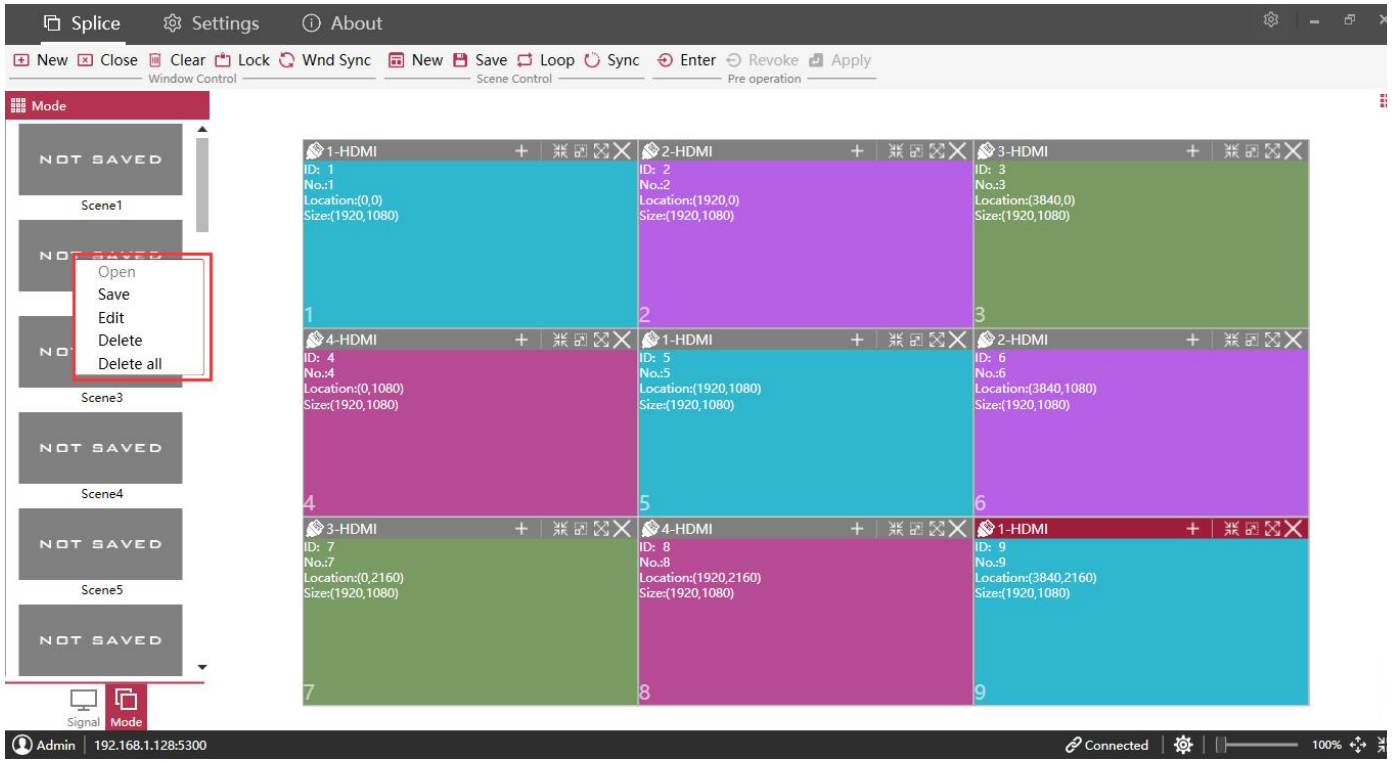 Splice Settings About
New Close Clear Lock Wnd Sync New Save Loop Sync Enter Revoke Apply
Window Control Scene Control Pre operation
Mode
NOT SAVED
Scene1
NOT SAVED
Open
Save
Edit
Delete
Delete all
Scene3
NOT SAVED
Scene4
NOT SAVED
Scene5
NOT SAVED
Signal Mode
1-HDMI
ID: 1
No.:1
Location:(0,0)
Size:(1920,1080)
1
2-HDMI
ID: 2
No.:2
Location:(1920,0)
Size:(1920,1080)
2
3-HDMI
ID: 3
No.:3
Location:(3840,0)
Size:(1920,1080)
3
4-HDMI
ID: 4
No.:4
Location:(0,1080)
Size:(1920,1080)
4
1-HDMI
ID: 5
No.:5
Location:(1920,1080)
Size:(1920,1080)
5
2-HDMI
ID: 6
No.:6
Location:(3840,1080)
Size:(1920,1080)
6
3-HDMI
ID: 7
No.:7
Location:(0,2160)
Size:(1920,1080)
7
4-HDMI
ID: 8
No.:8
Location:(1920,2160)
Size:(1920,1080)
8
1-HDMI
ID: 9
No.:9
Location:(3840,2160)
Size:(1920,1080)
9
Admin 192.168.1.128:5300 Connected 100%